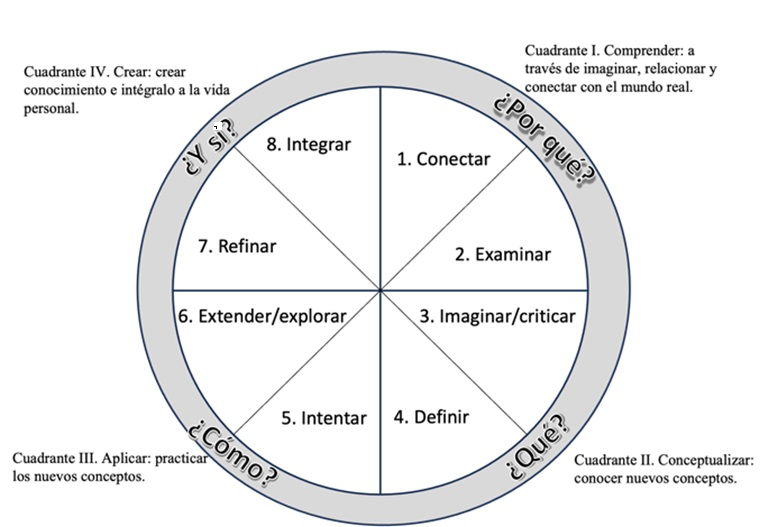 Cuadrante I. Comprender: a
través de imaginar, relacionar y
conectar con el mundo real.
Cuadrante IV. Crear: crear
conocimiento e intégralo a la vida
personal.
¿Y si?
¿Por qué?
8. Integrar
1. Conectar
7. Refinar
2. Examinar
6. Extender/explorar
3. Imaginar/criticar
5. Intentar
4. Definir
¿Cómo?
¿Qué?
Cuadrante III. Aplicar: practicar
los nuevos conceptos.
Cuadrante II. Conceptualizar:
conocer nuevos conceptos.